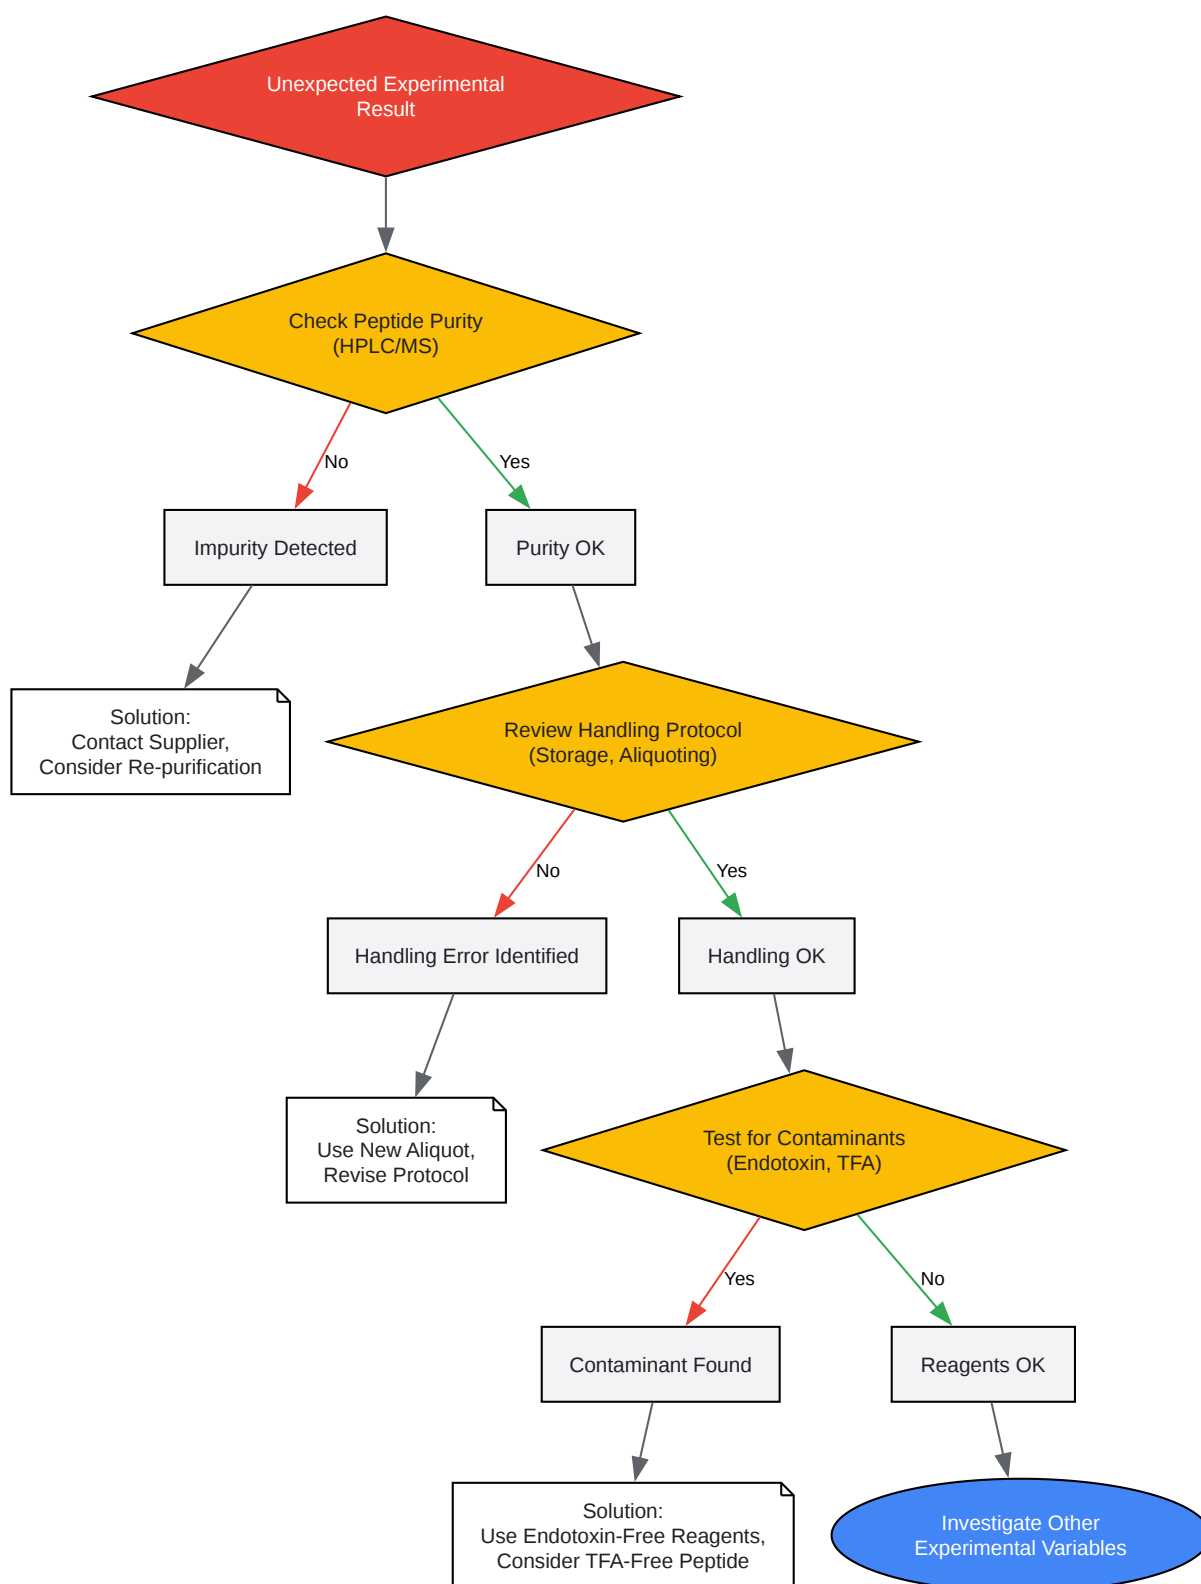 Unexpected Experimental
Result
Check Peptide Purity
(HPLC/MS)
No
Yes
Impurity Detected
Purity OK
Solution:
Contact Supplier,
Consider Re-purification
Review Handling Protocol
(Storage, Aliquoting)
No
Yes
Handling Error Identified
Handling OK
Solution:
Use New Aliquot,
Revise Protocol
Test for Contaminants
(Endotoxin, TFA)
Yes
No
Contaminant Found
Reagents OK
Solution:
Use Endotoxin-Free Reagents,
Consider TFA-Free Peptide
Investigate Other
Experimental Variables